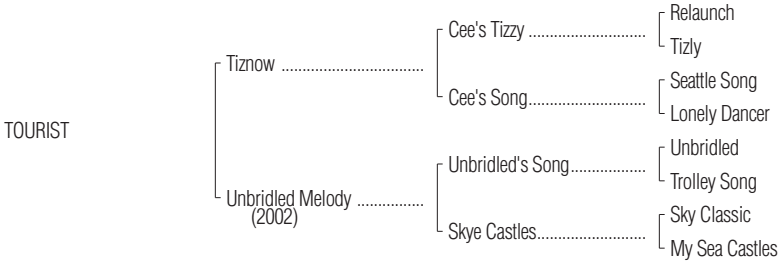 Relaunch
Cee's Tizzy ............................
Tizly
Tiznow ..................................
Seattle Song
Cee's Song............................
Lonely Dancer
TOURIST
Unbridled
Unbridled's Song..................
Trolley Song
Unbridled Melody ................
(2002)
Sky Classic
Skye Castles..........................
My Sea Castles